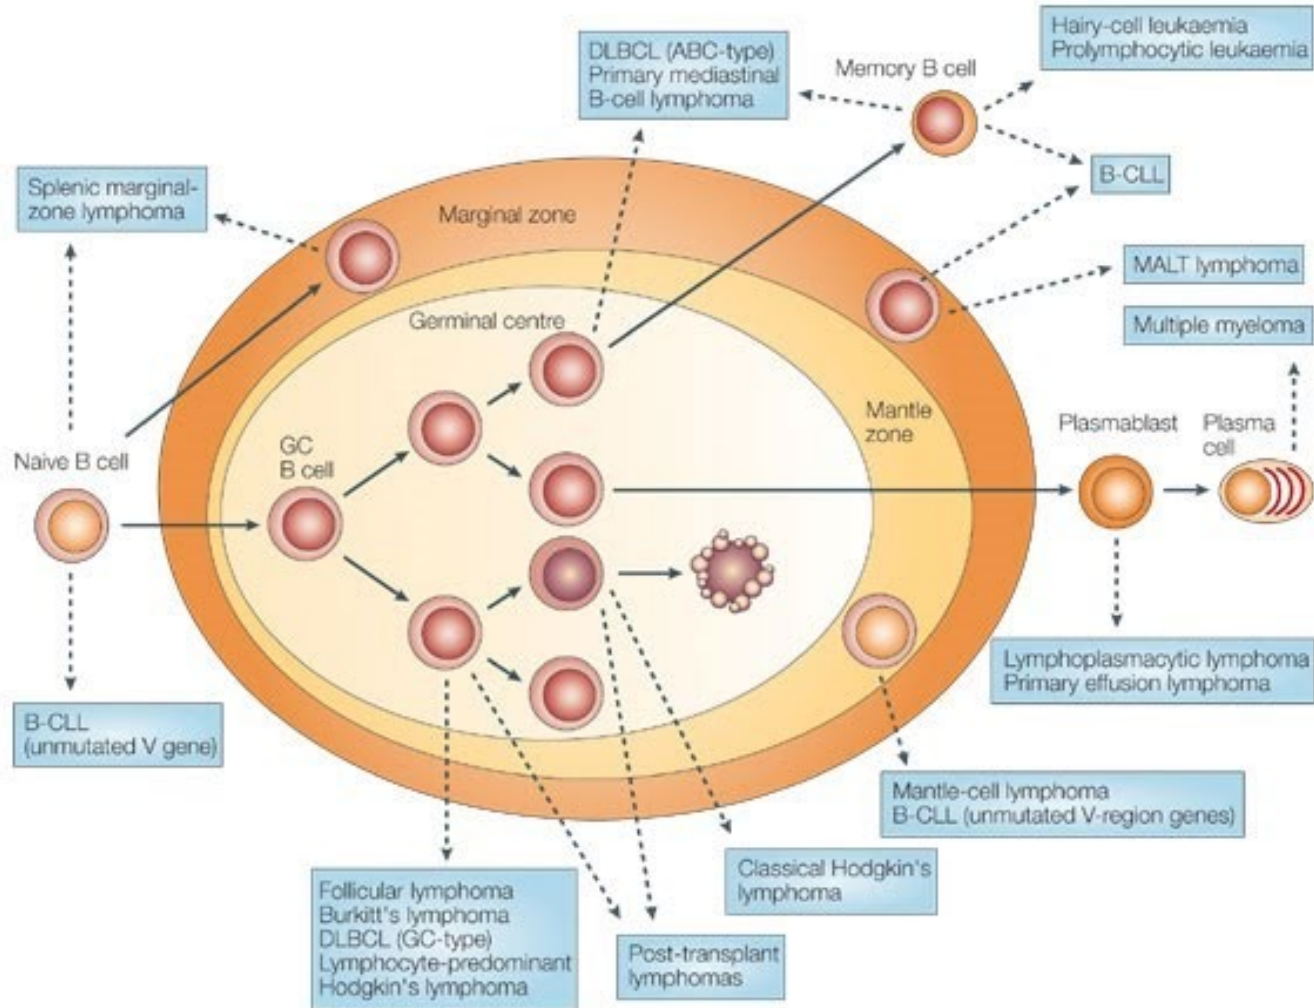 DLBCL (ABC-type)
Primary mediastinal
B-cell lymphoma
Memory B cell
Hairy-cell leukaemia
Prolymphocytic leukaemia
B-CLL
Splenic marginal-
zone lymphoma
Marginal zone
MALT lymphoma
Multiple myeloma
Germinal centre
Mantle
zone
Plasmablast
Plasma
cell
Naive B cell
GC
B cell
Lymphoplasmacytic lymphoma
Primary effusion lymphoma
B-CLL
(unmutated V gene)
Mantle-cell lymphoma
B-CLL (unmutated V-region genes)
Classical Hodgkin's
lymphoma
Follicular lymphoma
Burkitt's lymphoma
DLBCL (GC-type)
Lymphocyte-predominant
Hodgkin's lymphoma
Post-transplant
lymphomas